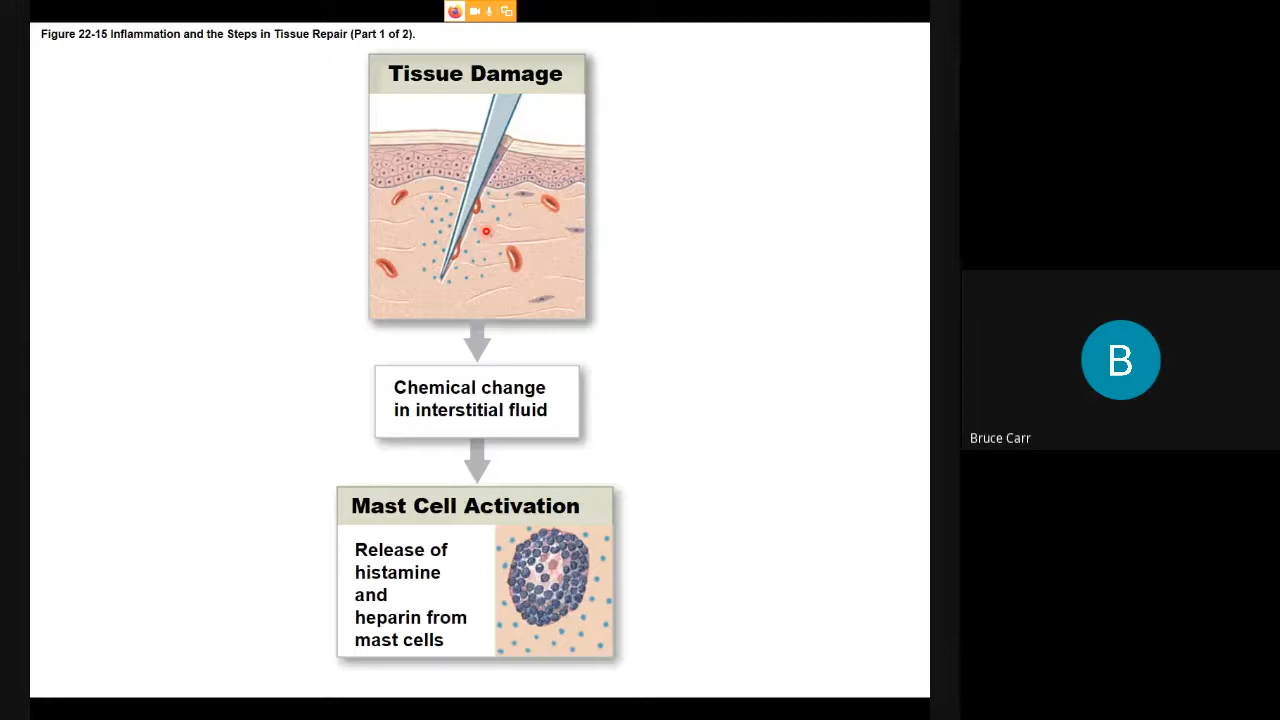 Figure 22-15 Inflammation and the Steps in Tissue Repair (Part 1 of 2).
Tissue Damage
Chemical change
in interstitial fluid
Mast Cell Activation
Release of
histamine
and
heparin from
mast cells
B
Bruce Carr